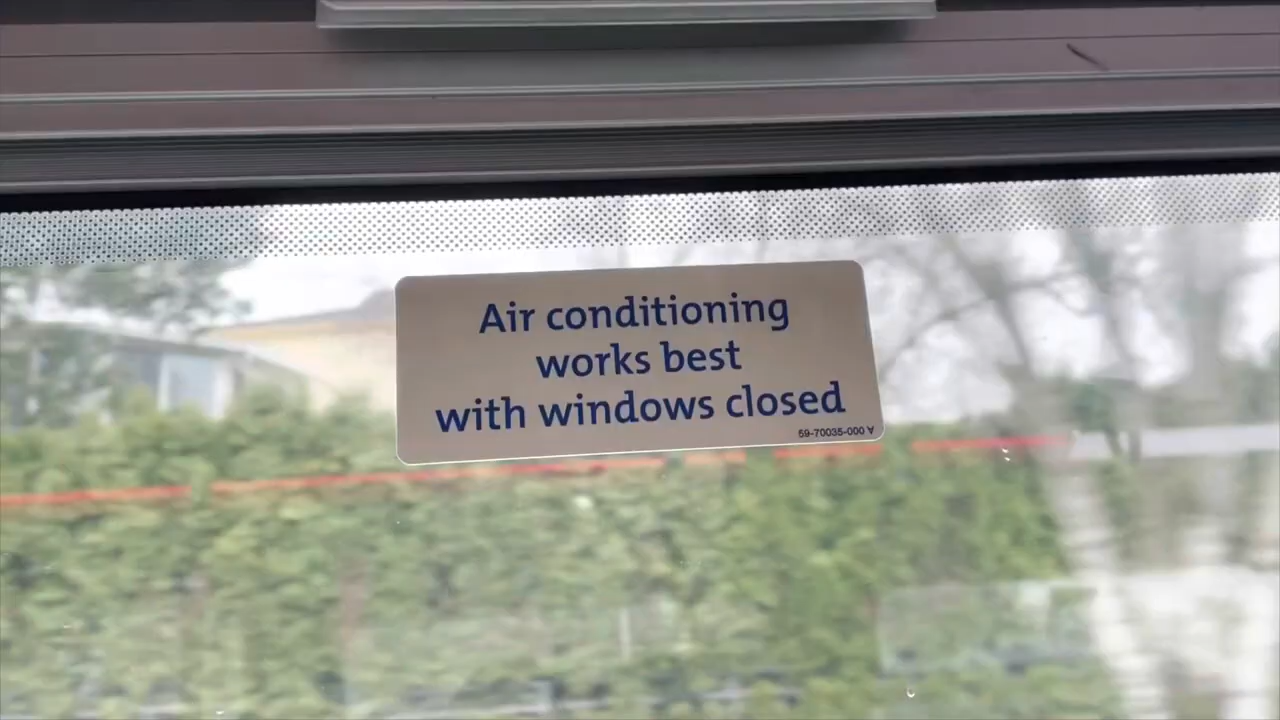 Air conditioning
works best
with windows closed
59-70035-000 A